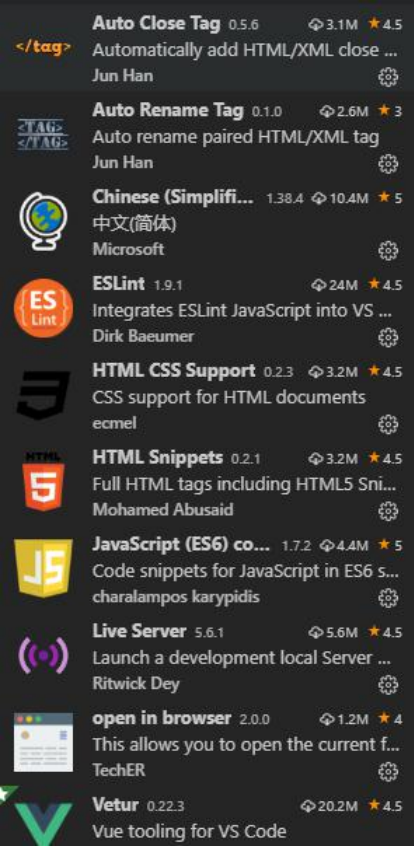 Auto Close Tag 0.5.6 3.1M 4.5
</tag> Automatically add HTML/XML close ...
Jun Han
Auto Rename Tag 0.1.0 2.6M 3
<TAG>
</TAG> Auto rename paired HTML/XML tag
Jun Han
Chinese (Simplifi... 1.38.4 10.4M 5
中文(简体)
Microsoft
ESLint 1.9.1 24M 4.5
ES
Lint Integrates ESLint JavaScript into VS ...
Dirk Baeumer
HTML CSS Support 0.2.3 3.2M 4.5
3 CSS support for HTML documents
ecmel
HTML Snippets 0.2.1 3.2M 4.5
HTML
5 Full HTML tags including HTML5 Sni...
Mohamed Abusaid
JavaScript (ES6) co... 1.7.2 4.4M 5
JS Code snippets for JavaScript in ES6 s...
charalampos karypidis
Live Server 5.6.1 5.6M 4.5
Launch a development local Server ...
Ritwick Dey
open in browser 2.0.0 1.2M 4
This allows you to open the current f...
TechER
Vetur 0.22.3 20.2M 4.5
Vue tooling for VS Code